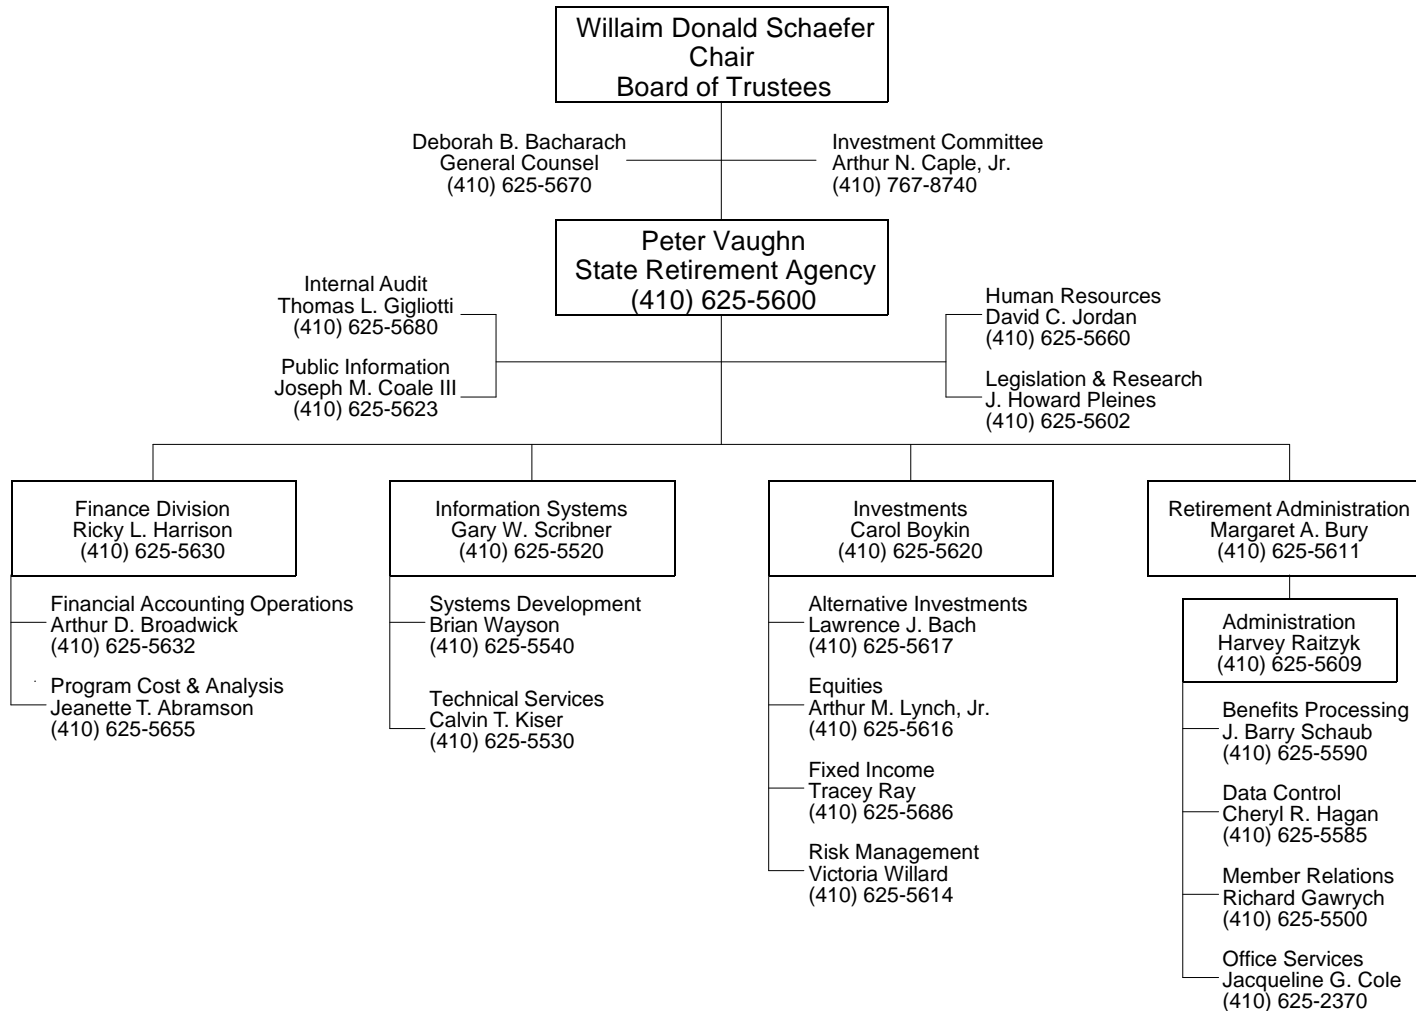 Willaim Donald Schaefer
Chair
Board of Trustees
Deborah B. Bacharach
General Counsel
(410) 625-5670
Investment Committee
Arthur N. Caple, Jr.
(410) 767-8740
Peter Vaughn
State Retirement Agency
(410) 625-5600
Internal Audit
Thomas L. Gigliotti
(410) 625-5680
Public Information
Joseph M. Coale III
(410) 625-5623
Human Resources
David C. Jordan
(410) 625-5660
Legislation & Research
J. Howard Pleines
(410) 625-5602
Finance Division
Ricky L. Harrison
(410) 625-5630
Financial Accounting Operations
Arthur D. Broadwick
(410) 625-5632
Program Cost & Analysis
Jeanette T. Abramson
(410) 625-5655
Information Systems
Gary W. Scribner
(410) 625-5520
Systems Development
Brian Wayson
(410) 625-5540
Technical Services
Calvin T. Kiser
(410) 625-5530
Investments
Carol Boykin
(410) 625-5620
Alternative Investments
Lawrence J. Bach
(410) 625-5617
Equities
Arthur M. Lynch, Jr.
(410) 625-5616
Fixed Income
Tracey Ray
(410) 625-5686
Risk Management
Victoria Willard
(410) 625-5614
Retirement Administration
Margaret A. Bury
(410) 625-5611
Administration
Harvey Raitzyk
(410) 625-5609
Benefits Processing
J. Barry Schaub
(410) 625-5590
Data Control
Cheryl R. Hagan
(410) 625-5585
Member Relations
Richard Gawrych
(410) 625-5500
Office Services
Jacqueline G. Cole
(410) 625-2370